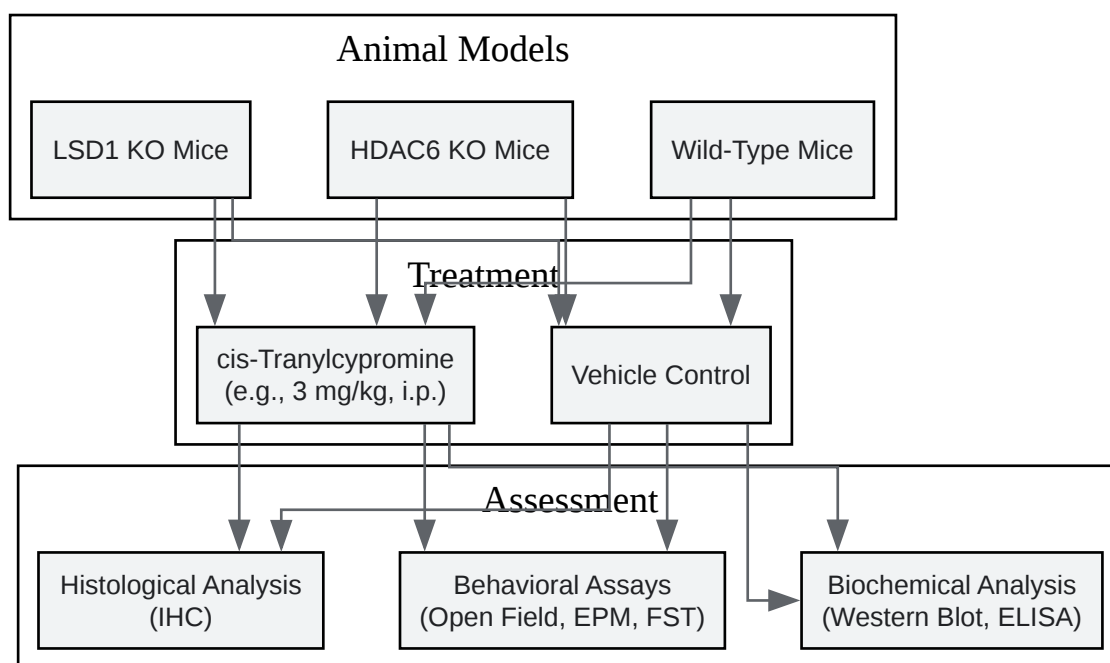 Animal Models
LSD1 KO Mice
HDAC6 KO Mice
Wild-Type Mice
Treatment
cis-Tranylcypromine
(e.g., 3 mg/kg, i.p.)
Vehicle Control
Assessment
Histological Analysis
(IHC)
Behavioral Assays
(Open Field, EPM, FST)
Biochemical Analysis
(Western Blot, ELISA)